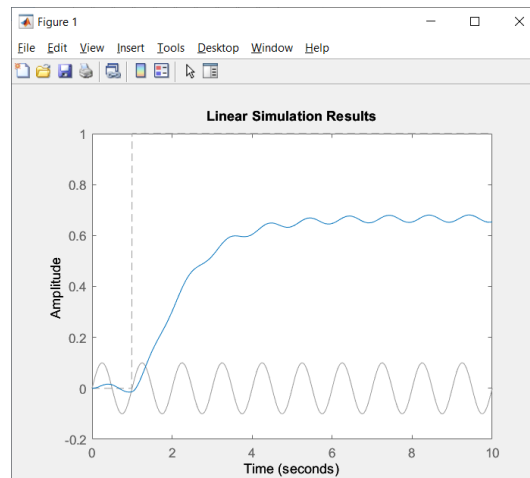 Figure 1
File Edit View Insert Tools Desktop Window Help
Linear Simulation Results
1
0.8
0.6
0.4
0.2
0
-0.2
Amplitude
0 2 4 6 8 10
Time (seconds)